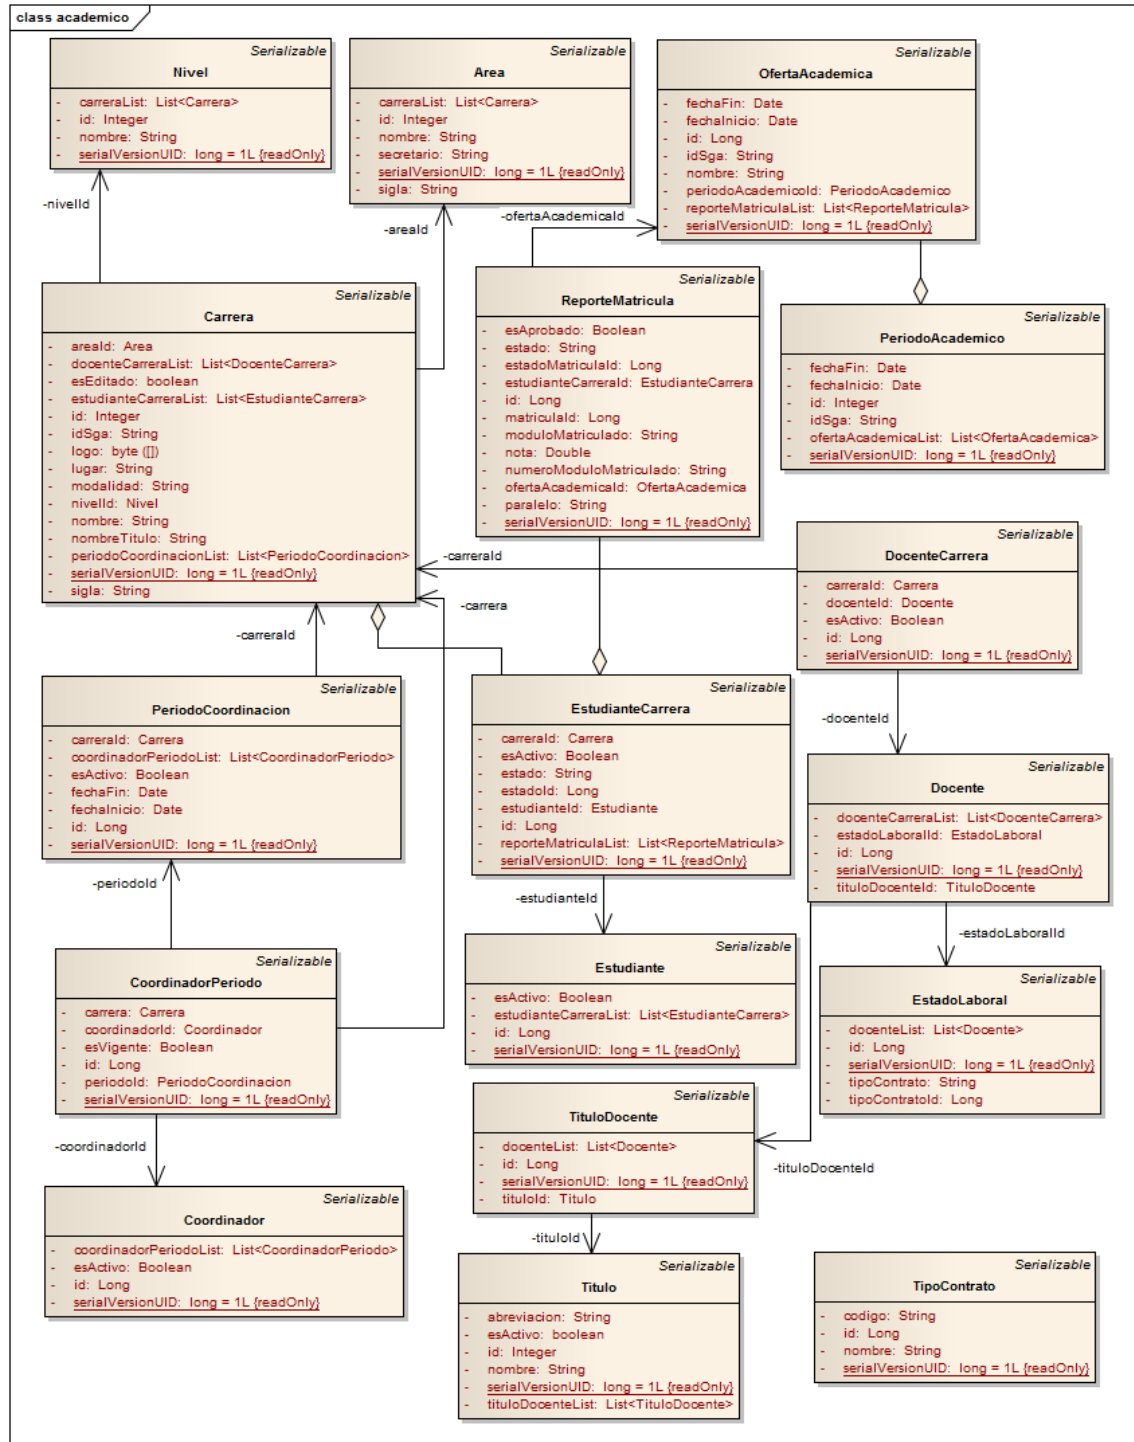 class academico
Serializable
Nivel
- carreraList: List<Carrera>
- id: Integer
- nombre: String
- serialVersionUID: long = 1L {readOnly}
Serializable
Area
- carreraList: List<Carrera>
- id: Integer
- nombre: String
- secretario: String
- serialVersionUID: long = 1L {readOnly}
- sigla: String
Serializable
OfertaAcademica
- fechaFin: Date
- fechaInicio: Date
- id: Long
- idSga: String
- nombre: String
- periodoAcademicoId: PeriodoAcademico
- reporteMatriculaList: List<ReporteMatricula>
- serialVersionUID: long = 1L {readOnly}
-nivelId
-areaId
-ofertaAcademicaId
Serializable
Carrera
- areaId: Area
- docenteCarreraList: List<DocenteCarrera>
- esEditado: boolean
- estudianteCarreraList: List<EstudianteCarrera>
- id: Integer
- idSga: String
- logo: byte ([])
- lugar: String
- modalidad: String
- nivelId: Nivel
- nombre: String
- nombreTitulo: String
- periodoCoordinacionList: List<PeriodoCoordinacion>
- serialVersionUID: long = 1L {readOnly}
- sigla: String
Serializable
ReporteMatricula
- esAprobado: Boolean
- estado: String
- estadoMatriculaId: Long
- estudianteCarreraId: EstudianteCarrera
- id: Long
- matriculaId: Long
- moduloMatriculado: String
- nota: Double
- numeroModuloMatriculado: String
- ofertaAcademicaId: OfertaAcademica
- paralelo: String
- serialVersionUID: long = 1L {readOnly}
Serializable
PeriodoAcademico
- fechaFin: Date
- fechaInicio: Date
- id: Integer
- idSga: String
- ofertaAcademicaList: List<OfertaAcademica>
- serialVersionUID: long = 1L {readOnly}
Serializable
DocenteCarrera
- carreraId: Carrera
- docenteId: Docente
- esActivo: Boolean
- id: Long
- serialVersionUID: long = 1L {readOnly}
-carreraId
-carrera
-carreraId
Serializable
PeriodoCoordinacion
- carreraId: Carrera
- coordinadorPeriodoList: List<CoordinadorPeriodo>
- esActivo: Boolean
- fechaFin: Date
- fechaInicio: Date
- id: Long
- serialVersionUID: long = 1L {readOnly}
Serializable
EstudianteCarrera
- carreraId: Carrera
- esActivo: Boolean
- estado: String
- estadoId: Long
- estudianteId: Estudiante
- id: Long
- reporteMatriculaList: List<ReporteMatricula>
- serialVersionUID: long = 1L {readOnly}
-docenteId
Serializable
Docente
- docenteCarreraList: List<DocenteCarrera>
- estadoLaboralId: EstadoLaboral
- id: Long
- serialVersionUID: long = 1L {readOnly}
- tituloDocenteId: TituloDocente
-periodoId
-estudianteId
-estadoLaboralId
Serializable
CoordinadorPeriodo
- carrera: Carrera
- coordinadorId: Coordinador
- esVigente: Boolean
- id: Long
- periodoId: PeriodoCoordinacion
- serialVersionUID: long = 1L {readOnly}
Serializable
Estudiante
- esActivo: Boolean
- estudianteCarreraList: List<EstudianteCarrera>
- id: Long
- serialVersionUID: long = 1L {readOnly}
Serializable
EstadoLaboral
- docenteList: List<Docente>
- id: Long
- serialVersionUID: long = 1L {readOnly}
- tipoContrato: String
- tipoContratoId: Long
Serializable
TituloDocente
- docenteList: List<Docente>
- id: Long
- serialVersionUID: long = 1L {readOnly}
- tituloId: Titulo
-coordinadorId
-tituloDocenteId
Serializable
Coordinador
- coordinadorPeriodoList: List<CoordinadorPeriodo>
- esActivo: Boolean
- id: Long
- serialVersionUID: long = 1L {readOnly}
-tituloId
Serializable
Titulo
- abreviacion: String
- esActivo: boolean
- id: Integer
- nombre: String
- serialVersionUID: long = 1L {readOnly}
- tituloDocenteList: List<TituloDocente>
Serializable
TipoContrato
- codigo: String
- id: Long
- nombre: String
- serialVersionUID: long = 1L {readOnly}